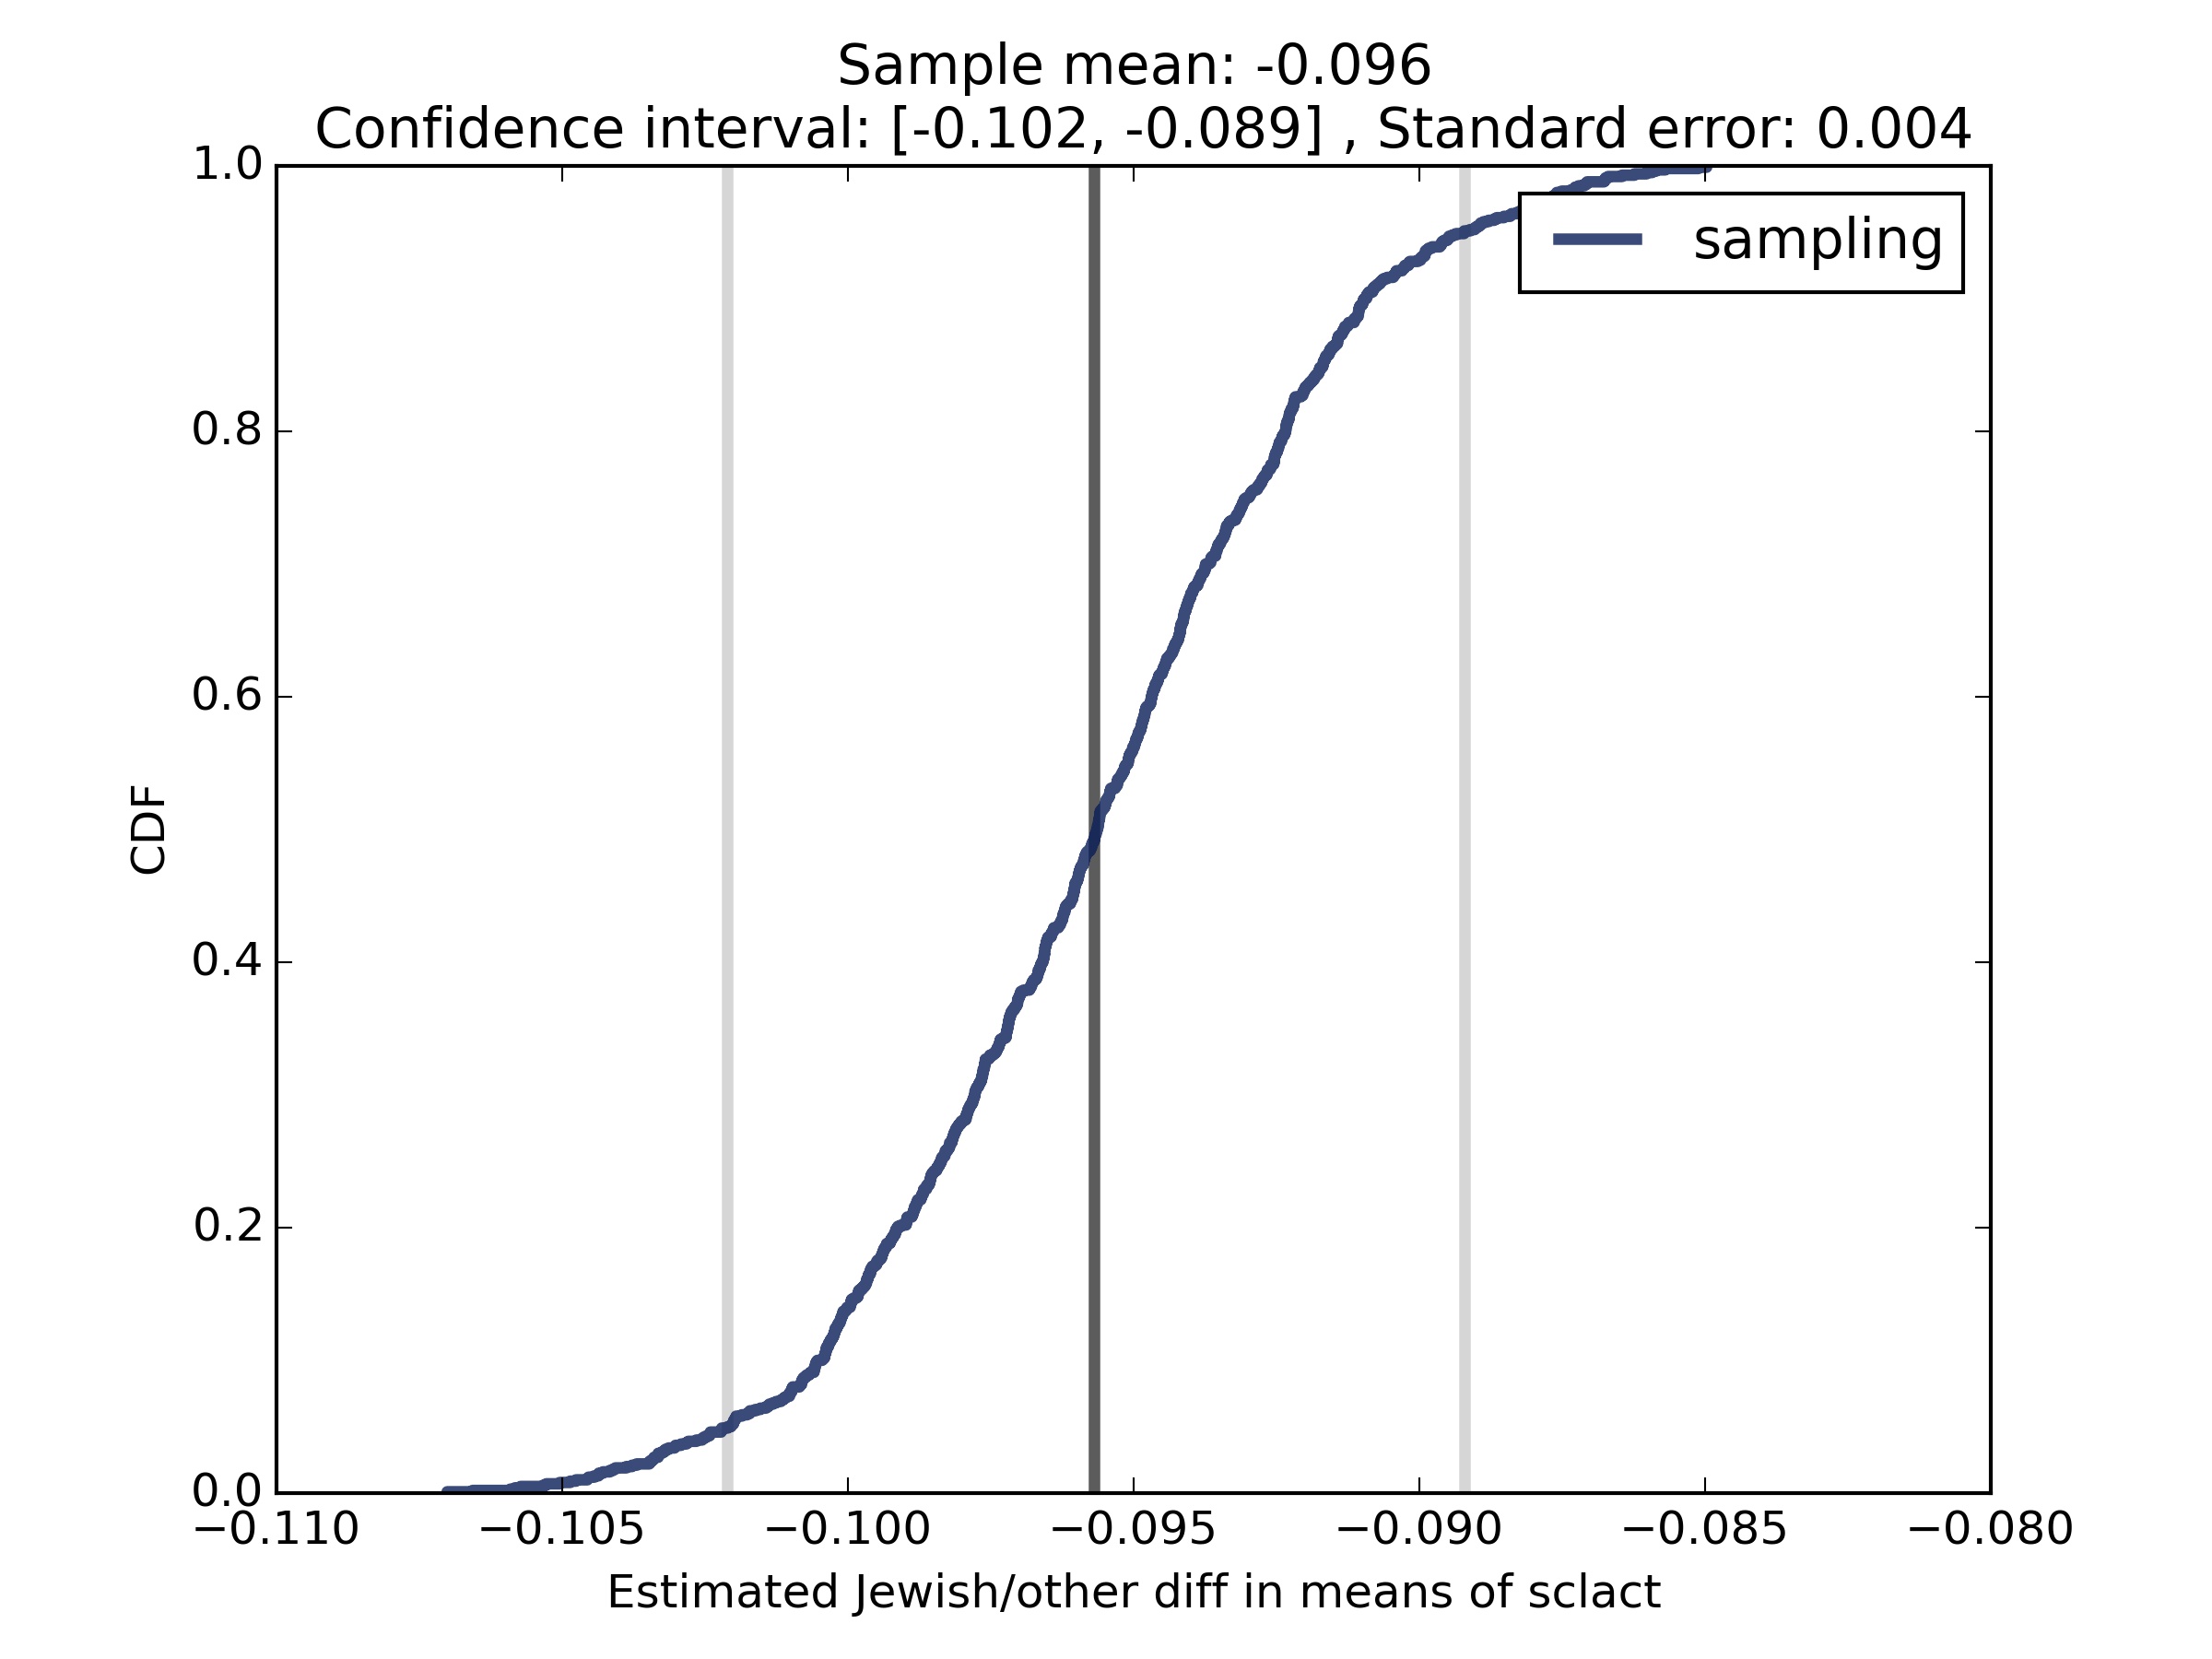 Sample mean: -0.096
Confidence interval: [-0.102, -0.089] , Standard error: 0.004
sampling
1.0
0.8
0.6
0.4
0.2
0.0
CDF
−0.110 −0.105 −0.100 −0.095 −0.090 −0.085 −0.080
Estimated Jewish/other diff in means of sclact